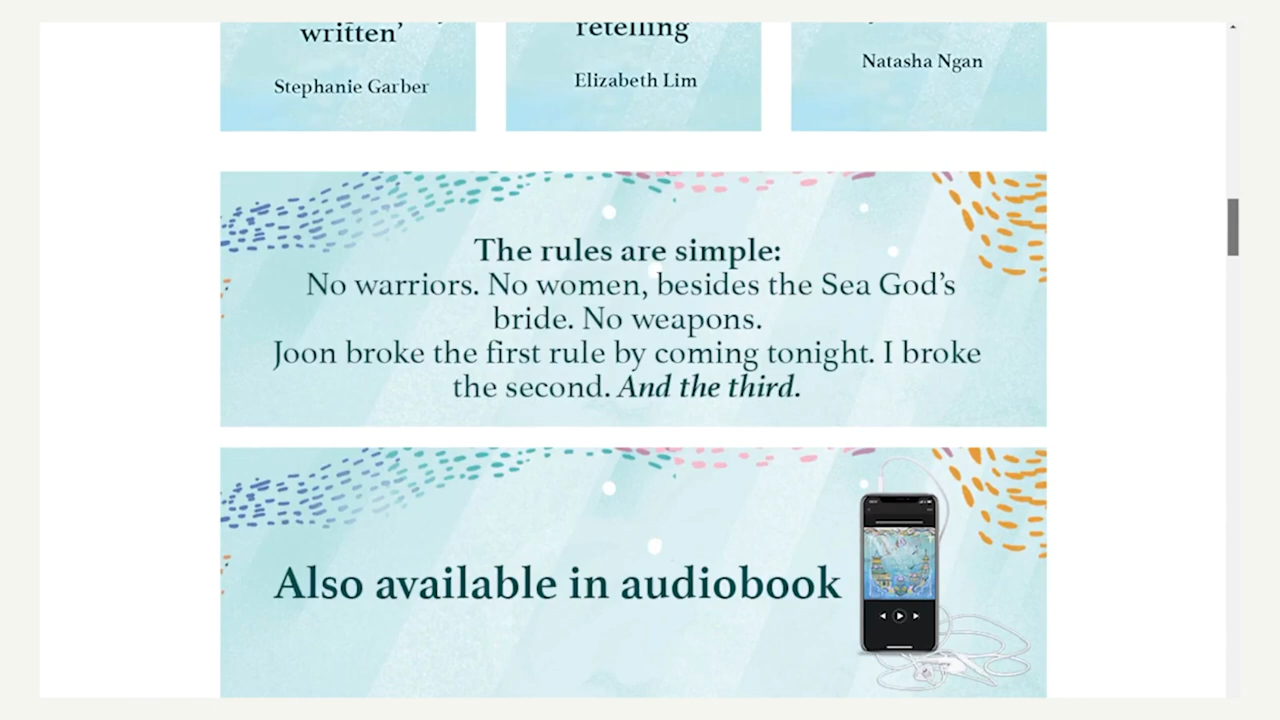 written’
retelling
Stephanie Garber
Elizabeth Lim
Natasha Ngan
The rules are simple:
No warriors. No women, besides the Sea God’s
bride. No weapons.
Joon broke the first rule by coming tonight. I broke
the second. And the third.
Also available in audiobook